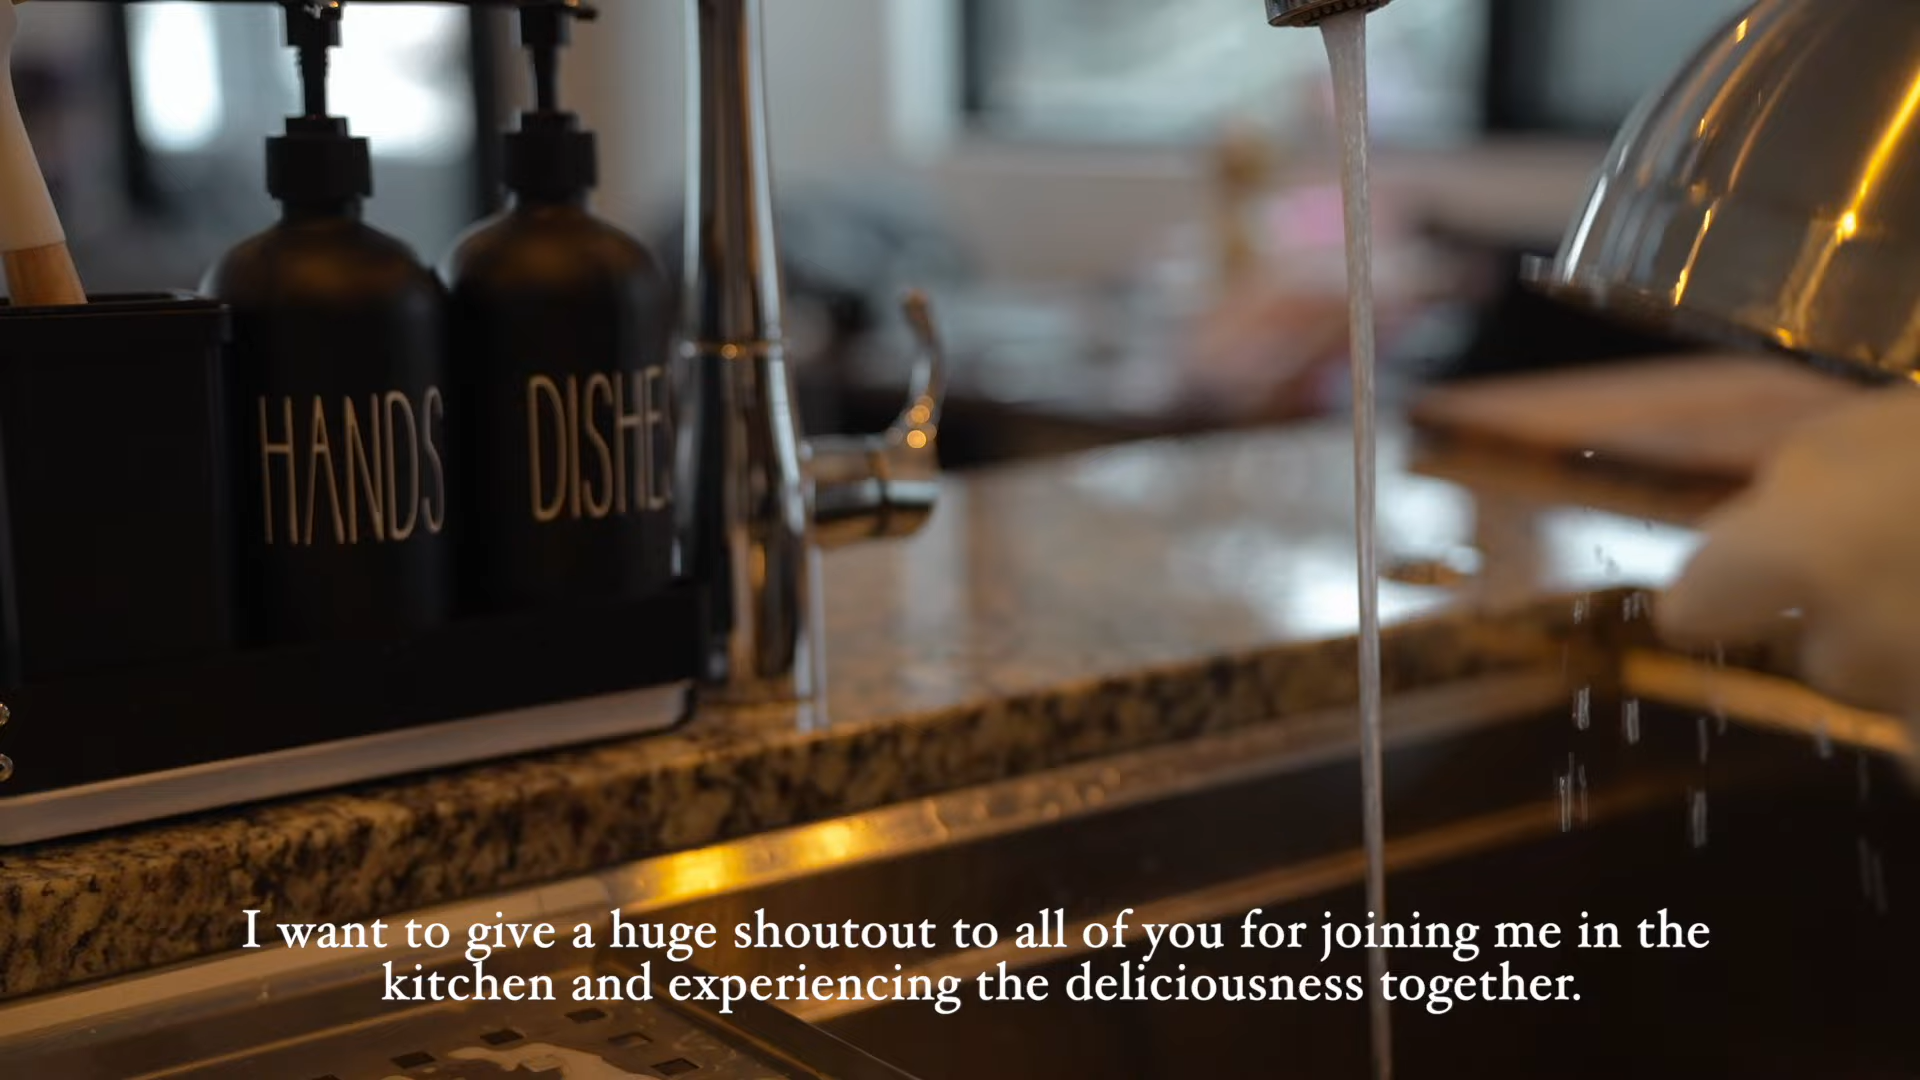 HANDS
DISHES
I want to give a huge shoutout to all of you for joining me in the
kitchen and experiencing the deliciousness together.